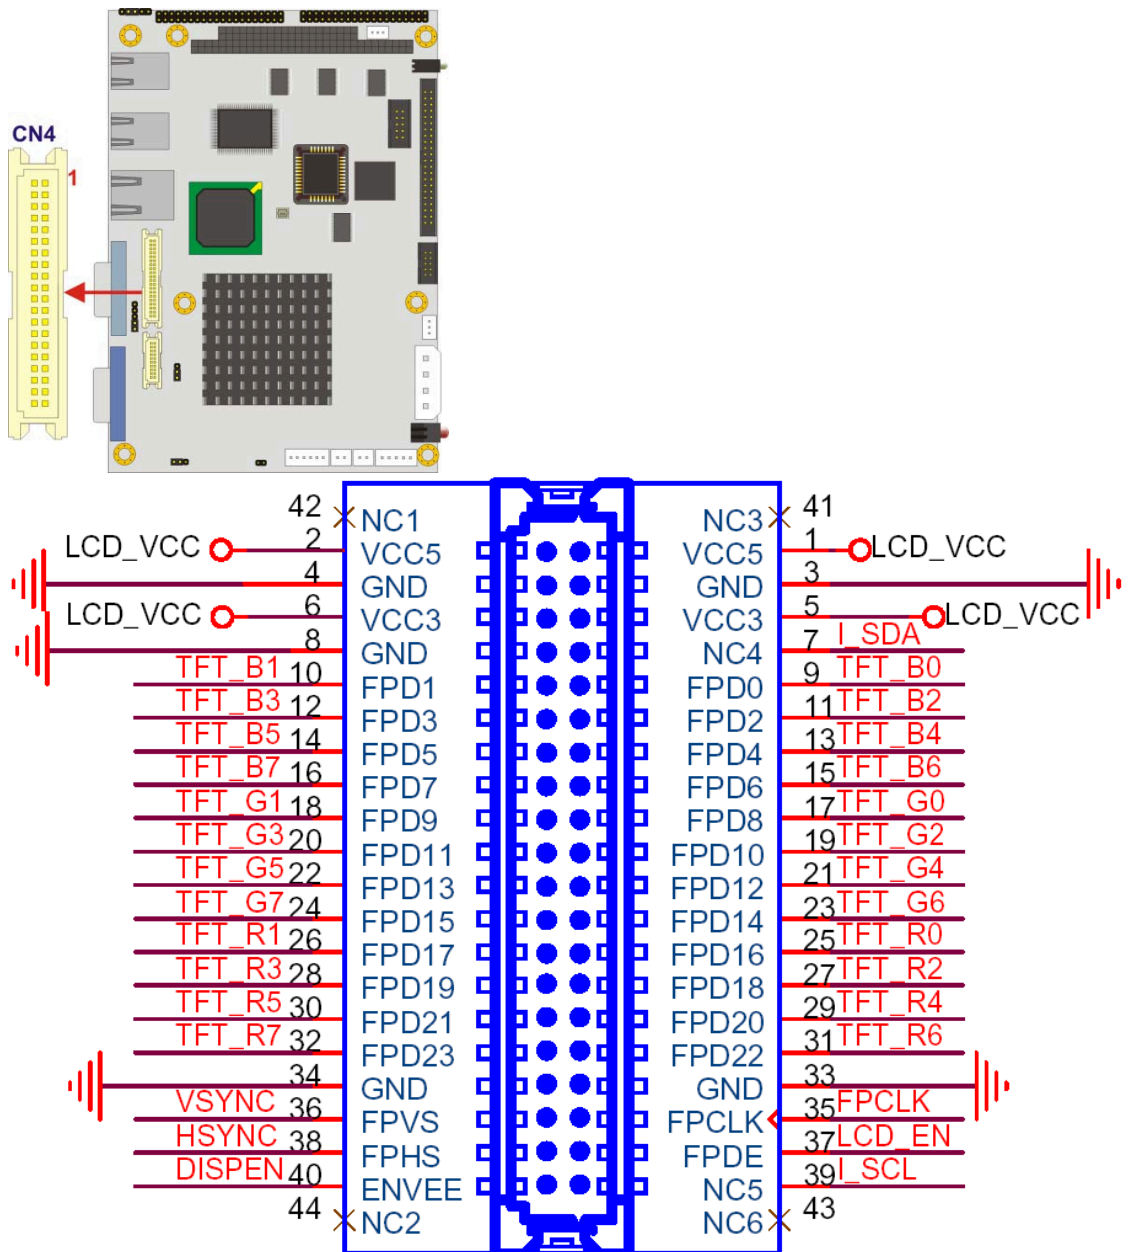 CN4
1
42 NC1 NC3 41
LCD_VCC 2 VCC5 VCC5 1 LCD_VCC
4 GND GND 3
LCD_VCC 6 VCC3 VCC3 5 LCD_VCC
8 GND NC4 7 I_SDA
TFT_B1 10 FPD1 FPD0 9 TFT_B0
TFT_B3 12 FPD3 FPD2 11 TFT_B2
TFT_B5 14 FPD5 FPD4 13 TFT_B4
TFT_B7 16 FPD7 FPD6 15 TFT_B6
TFT_G1 18 FPD9 FPD8 17 TFT_G0
TFT_G3 20 FPD11 FPD10 19 TFT_G2
TFT_G5 22 FPD13 FPD12 21 TFT_G4
TFT_G7 24 FPD15 FPD14 23 TFT_G6
TFT_R1 26 FPD17 FPD16 25 TFT_R0
TFT_R3 28 FPD19 FPD18 27 TFT_R2
TFT_R5 30 FPD21 FPD20 29 TFT_R4
TFT_R7 32 FPD23 FPD22 31 TFT_R6
34 GND GND 33
VSYNC 36 FPVS FPCLK 35 FPCLK
HSYNC 38 FPHS FPDE 37 LCD_EN
DISPEN 40 ENVEE NC5 39 I_SCL
44 NC2 NC6 43